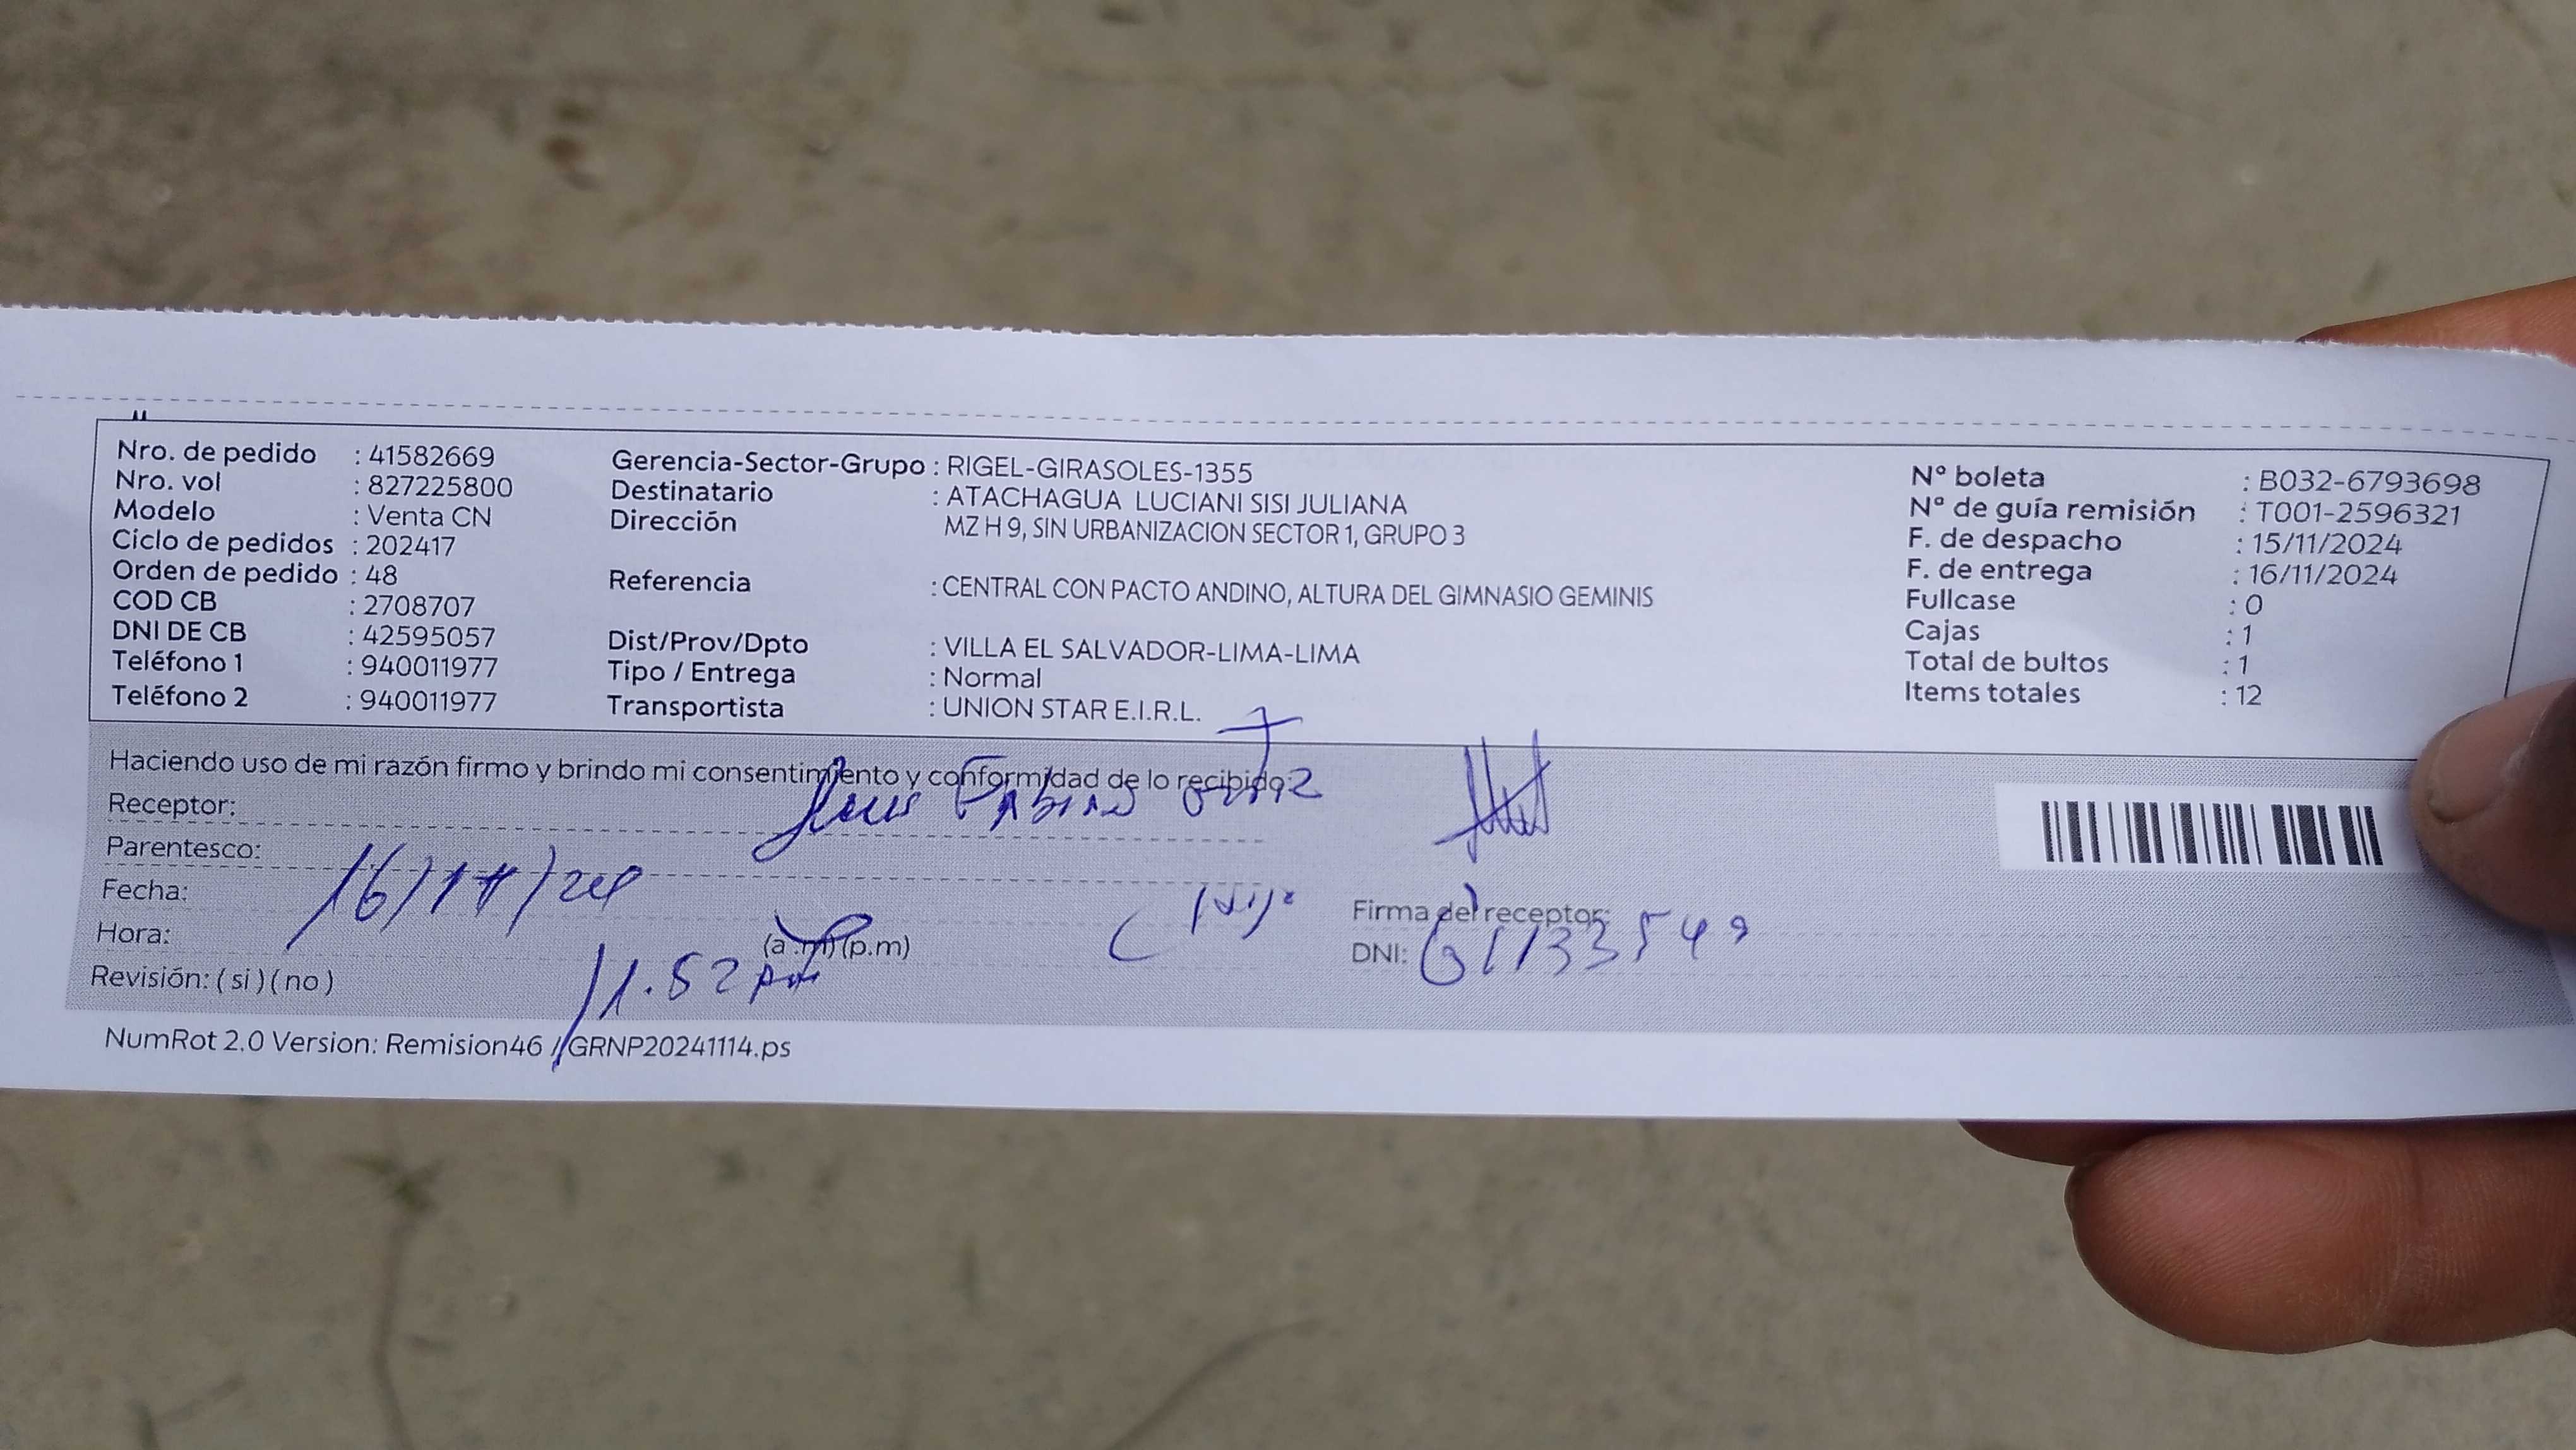 Nro. de pedido : 41582669
Nro. vol : 827225800
Modelo : Venta CN
Ciclo de pedidos : 202417
Orden de pedido : 48
COD CB : 2708707
DNI DE CB : 42595057
Teléfono 1 : 940011977
Teléfono 2 : 940011977
Gerencia-Sector-Grupo : RIGEL-GIRASOLES-1355
Destinatario : ATACHAGUA LUCIANI SISI JULIANA
Dirección MZ H 9, SIN URBANIZACION SECTOR 1, GRUPO 3
Referencia : CENTRAL CON PACTO ANDINO, ALTURA DEL GIMNASIO GEMINIS
Dist/Prov/Dpto : VILLA EL SALVADOR-LIMA-LIMA
Tipo / Entrega : Normal
Transportista : UNION STAR E.I.R.L.
N° boleta : B032-6793698
Nª de guía remisión : T001-2596321
F. de despacho : 15/11/2024
F. de entrega : 16/11/2024
Fullcase : 0
Cajas : 1
Total de bultos : 1
Items totales : 12
Haciendo uso de mi razón firmo y brindo mi consentimiento y conformidad de lo recibido:
Receptor:
Parentesco:
Fecha: 16/11/24
Hora: 11.52 (a.m) (p.m)
Revisión: ( si ) ( no )
Firma del receptor:
DNI:
NumRot 2.0 Version: Remision46 //GRNP20241114.ps